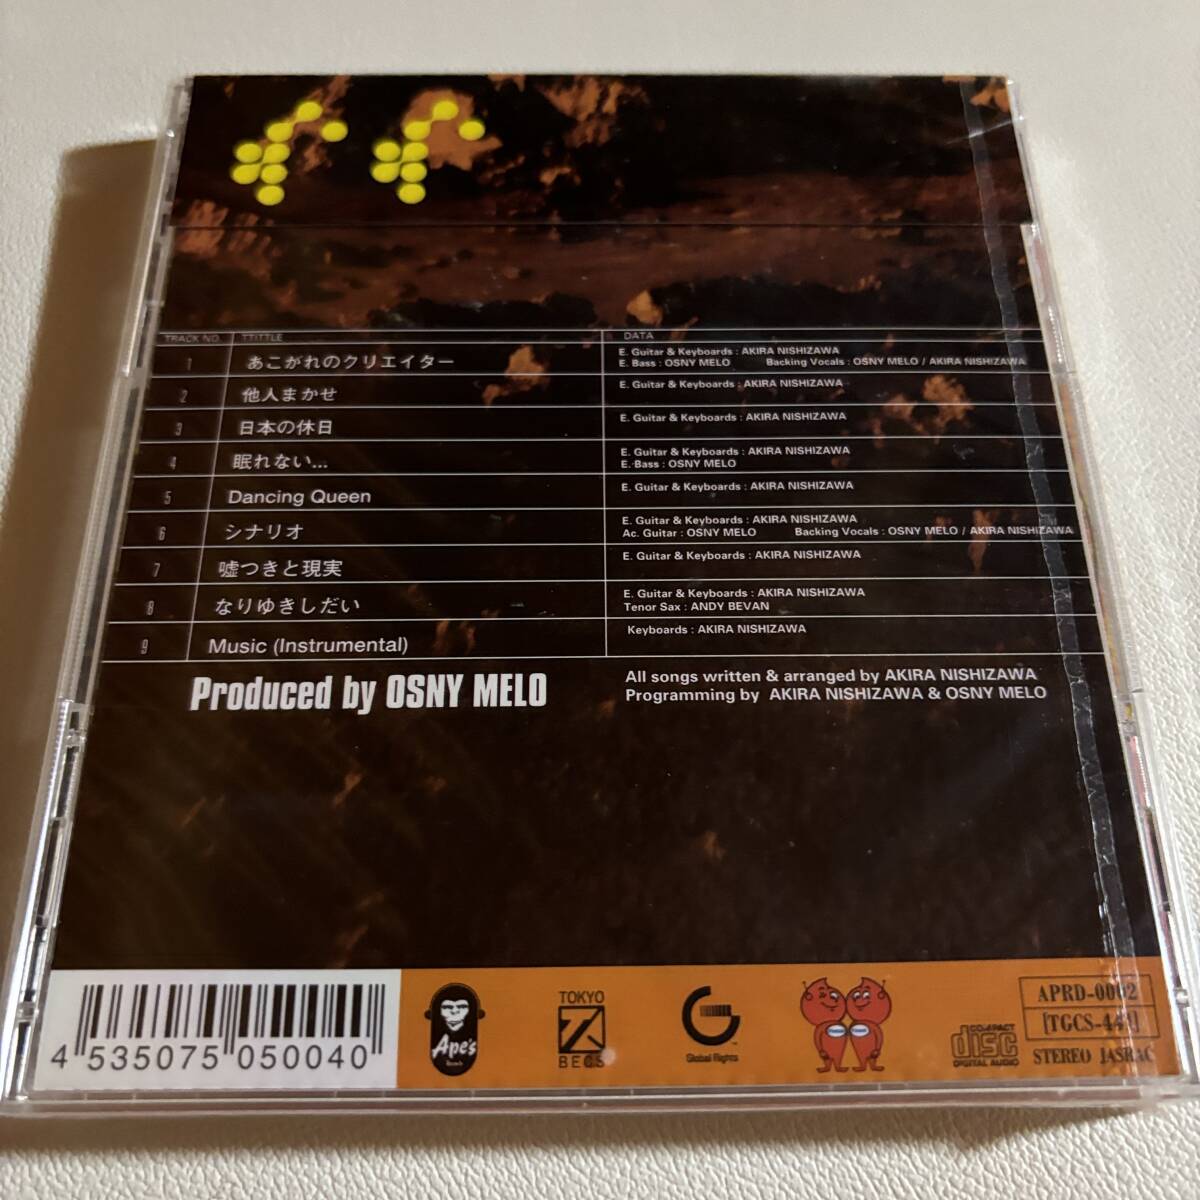 TRACK NO. TTITTLE DATA
1 あこがれのクリエイター E. Guitar & Keyboards : AKIRA NISHIZAWA
E. Bass : OSNY MELO Backing Vocals : OSNY MELO / AKIRA NISHIZAWA
2 他人まかせ E. Guitar & Keyboards : AKIRA NISHIZAWA
3 日本の休日 E. Guitar & Keyboards : AKIRA NISHIZAWA
4 眠れない... E. Guitar & Keyboards : AKIRA NISHIZAWA
E. Bass : OSNY MELO
5 Dancing Queen E. Guitar & Keyboards : AKIRA NISHIZAWA
6 シナリオ E. Guitar & Keyboards : AKIRA NISHIZAWA
Ac. Guitar : OSNY MELO Backing Vocals : OSNY MELO / AKIRA NISHIZAWA
7 嘘つきと現実 E. Guitar & Keyboards : AKIRA NISHIZAWA
8 なりゆきしだい E. Guitar & Keyboards : AKIRA NISHIZAWA
Tenor Sax : ANDY BEVAN
9 Music (Instrumental) Keyboards : AKIRA NISHIZAWA
Produced by OSNY MELO
All songs written & arranged by AKIRA NISHIZAWA
Programming by AKIRA NISHIZAWA & OSNY MELO
4 535075 050040
Ape's
TOKYO
BECS
Global Rights
COMPACT
disc
DIGITAL AUDIO
APRD-0002
STEREO JASRAC